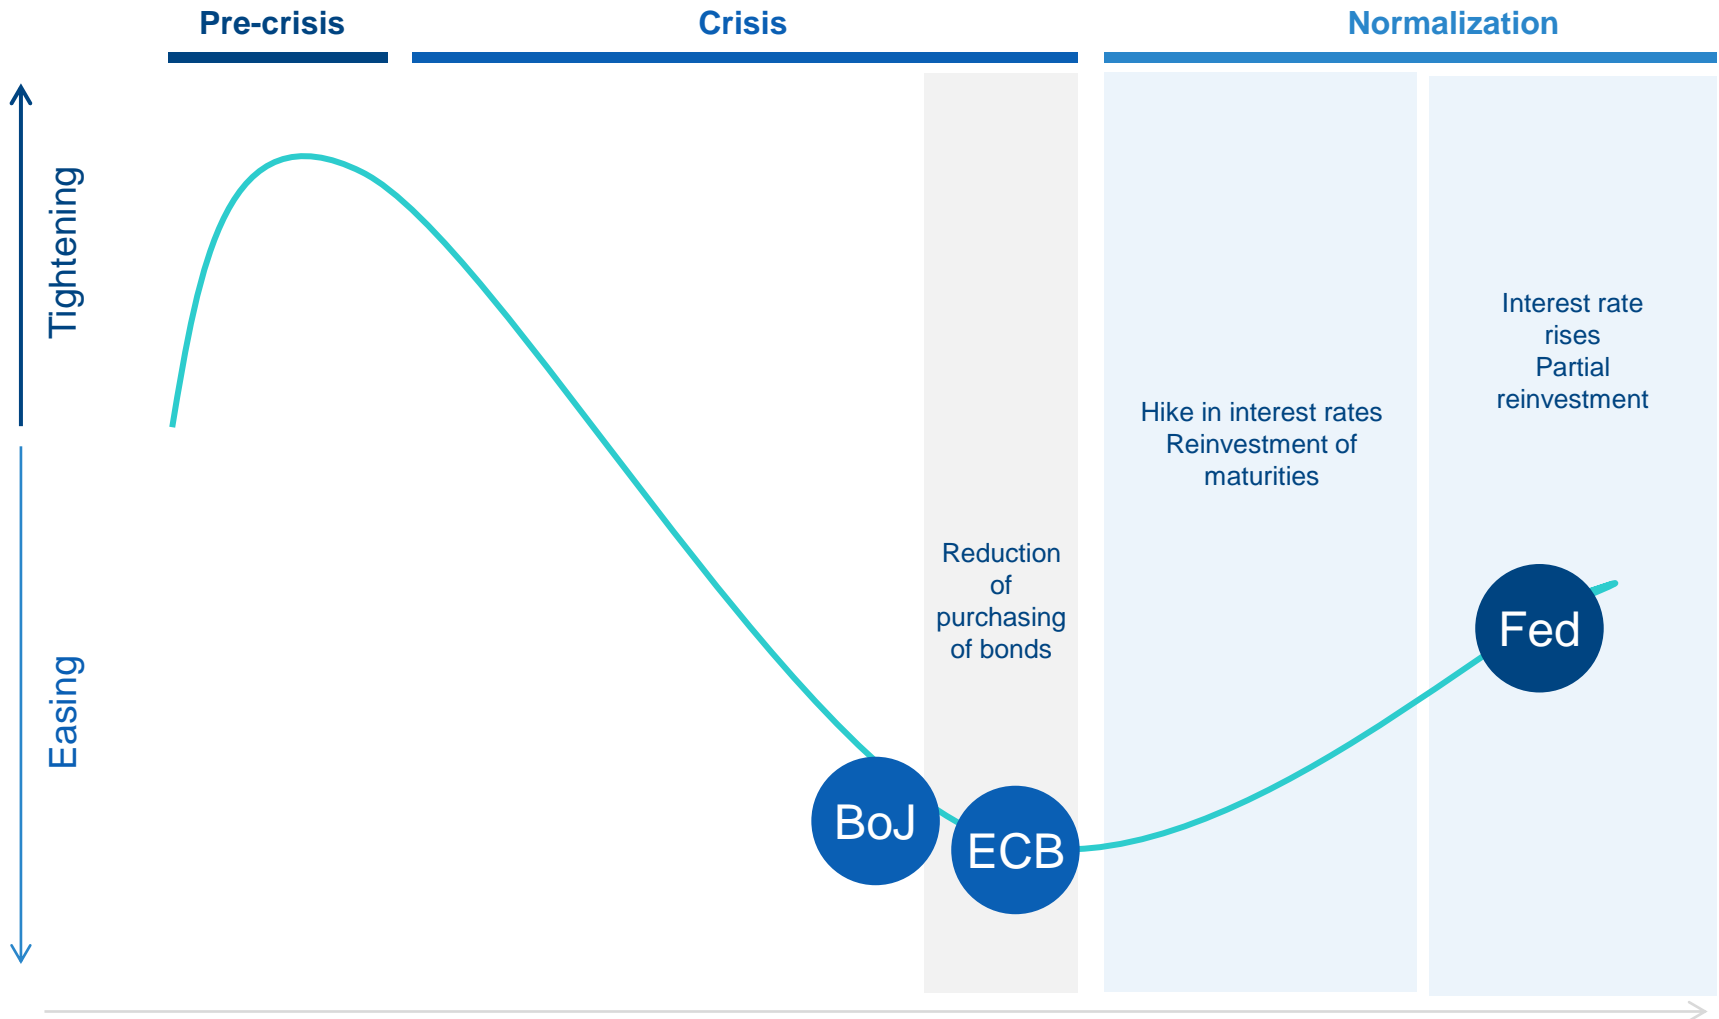 Pre-crisis
Crisis
Normalization
Tightening
Easing
Reduction
of
purchasing
of bonds
Hike in interest rates
Reinvestment of
maturities
Interest rate
rises
Partial
reinvestment
BoJ
ECB
Fed